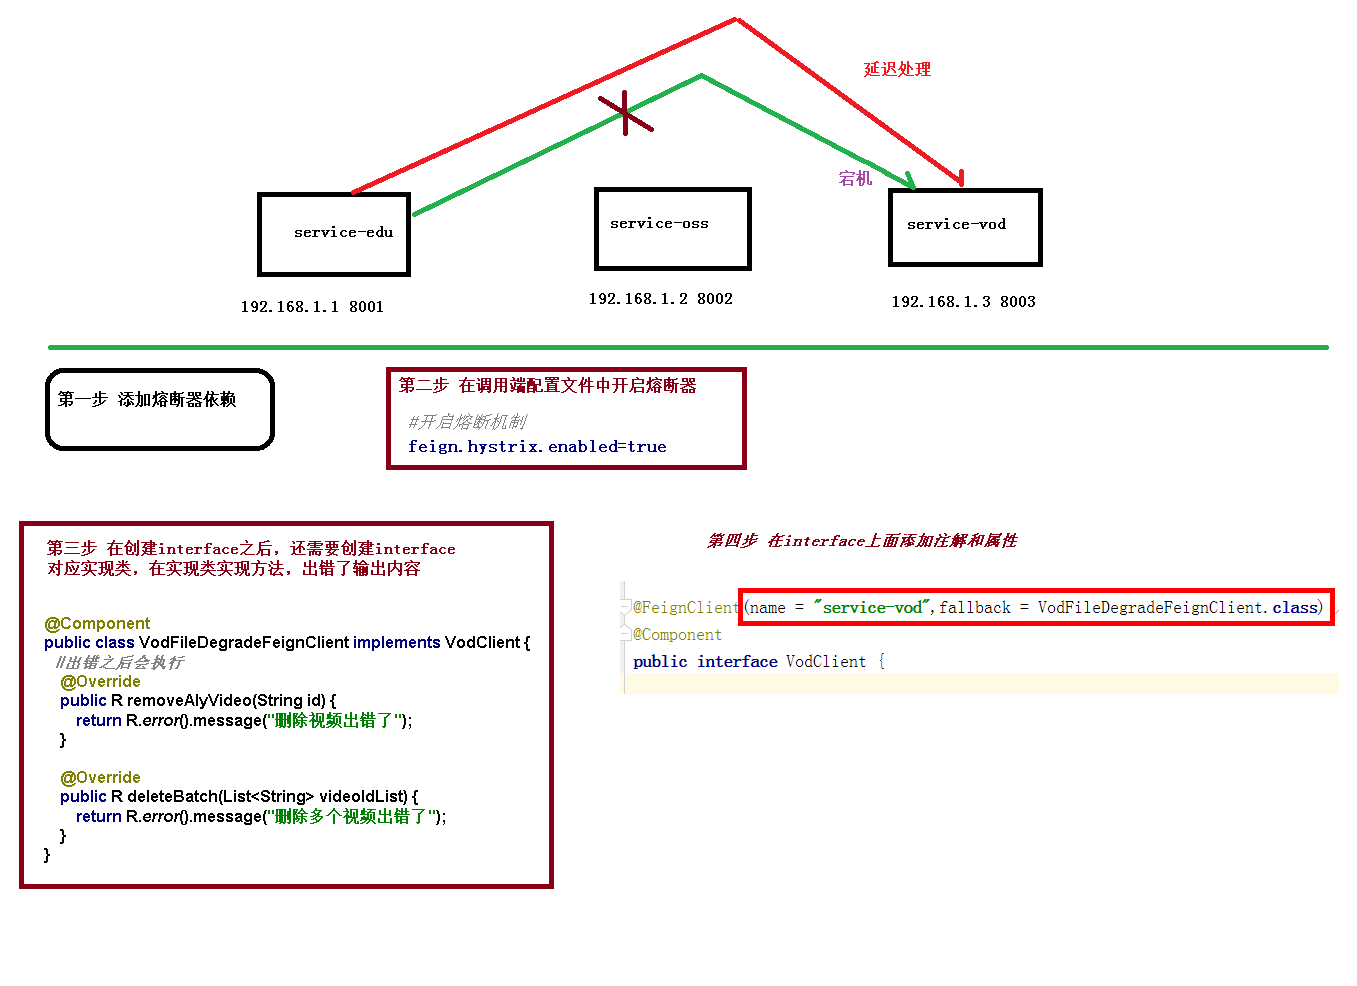 延迟处理
宕机
service-edu
service-oss
service-vod
192.168.1.1 8001
192.168.1.2 8002
192.168.1.3 8003
第一步 添加熔断器依赖
第二步 在调用端配置文件中开启熔断器
#开启熔断机制
feign.hystrix.enabled=true
第三步 在创建interface之后，还需要创建interface
对应实现类，在实现类实现方法，出错了输出内容
@Component
public class VodFileDegradeFeignClient implements VodClient {
//出错之后会执行
@Override
public R removeAlyVideo(String id) {
return R.error().message("删除视频出错了");
}
@Override
public R deleteBatch(List<String> videoIdList) {
return R.error().message("删除多个视频出错了");
}
}
第四步 在interface上面添加注解和属性
@FeignClient(name = "service-vod",fallback = VodFileDegradeFeignClient.class)
@Component
public interface VodClient {